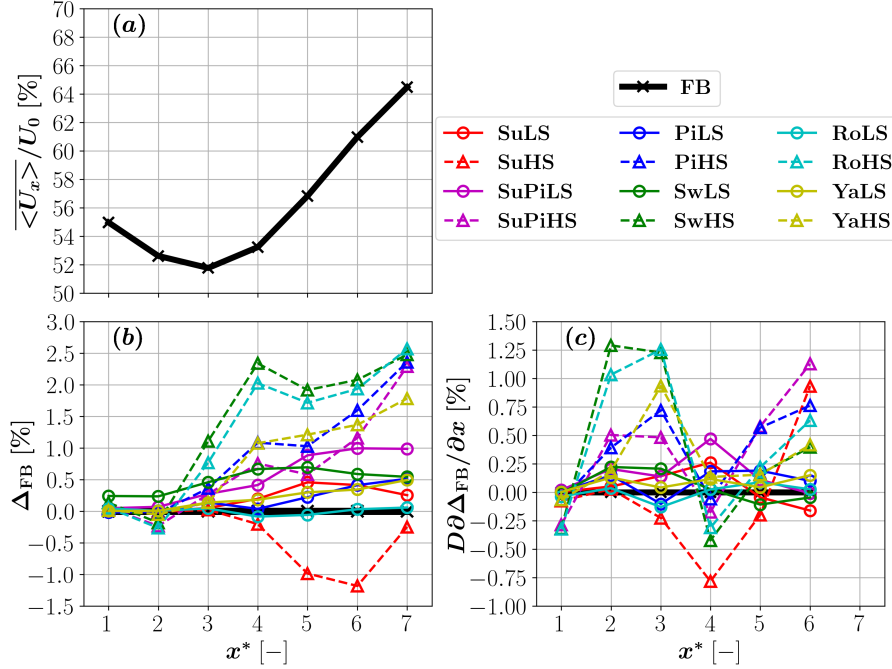 (a)
70
68
66
64
62
60
58
56
54
52
50
<U_x>/U_0 [%]
FB
SuLS
SuHS
SuPiLS
SuPiHS
PiLS
PiHS
SwLS
SwHS
RoLS
RoHS
YaLS
YaHS
(b)
3.0
2.5
2.0
1.5
1.0
0.5
0.0
−0.5
−1.0
−1.5
Δ_FB [%]
1 2 3 4 5 6 7
x* [−]
(c)
1.50
1.25
1.00
0.75
0.50
0.25
0.00
−0.25
−0.50
−0.75
−1.00
D∂Δ_FB/∂x [%]
1 2 3 4 5 6 7
x* [−]